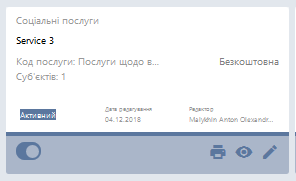 Соціальні послуги
Service 3
Код послуги: Послуги щодо в... Безкоштовна
Суб'єктів: 1
Активний
Дата редагування
04.12.2018
Редактор
Malykhin Anton Olexandr...